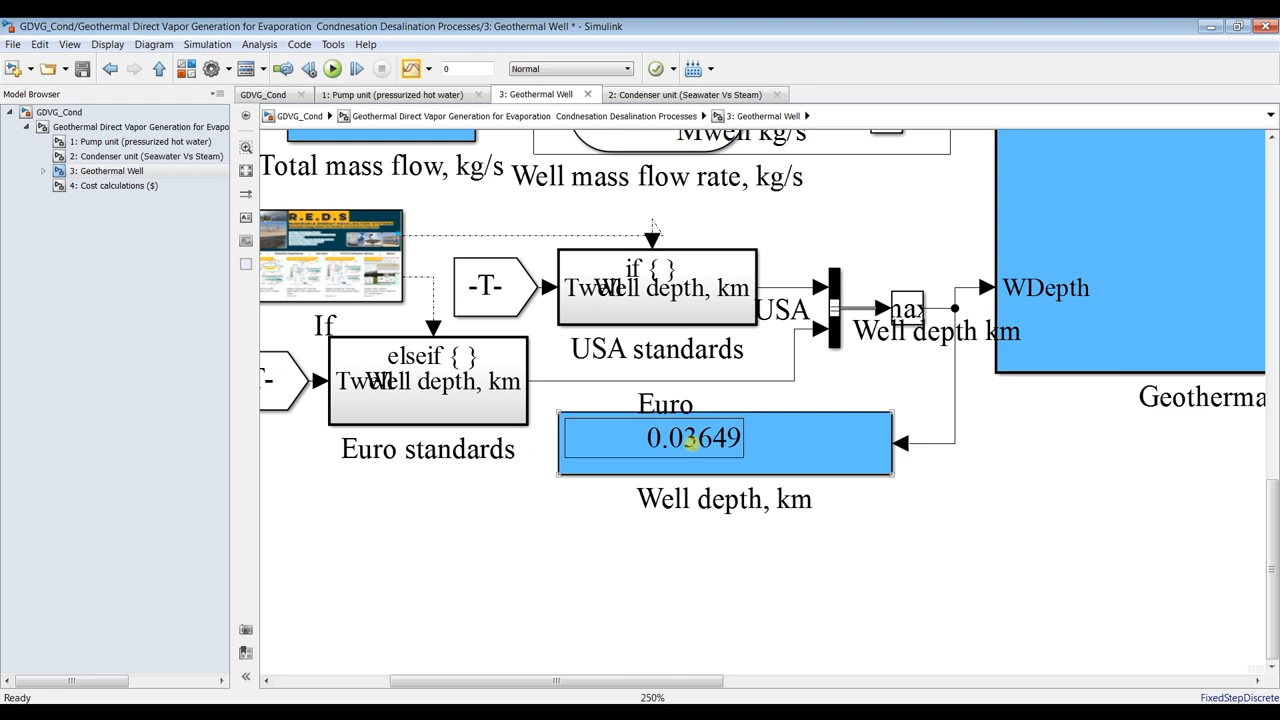 GDVG_Cond/Geothermal Direct Vapor Generation for Evaporation Condnesation Desalination Processes/3: Geothermal Well * - Simulink
File Edit View Display Diagram Simulation Analysis Code Tools Help
0
Normal
Model Browser
GDVG_Cond
1: Pump unit (pressurized hot water)
3: Geothermal Well
2: Condenser unit (Seawater Vs Steam)
GDVG_Cond
Geothermal Direct Vapor Generation for Evapo
1: Pump unit (pressurized hot water)
2: Condenser unit (Seawater Vs Steam)
3: Geothermal Well
4: Cost calculations ($)
GDVG_Cond
Geothermal Direct Vapor Generation for Evaporation Condnesation Desalination Processes
3: Geothermal Well
Mwell kg/s
Total mass flow, kg/s
Well mass flow rate, kg/s
R.E.D.S
-T-
if { }
Twell
Well depth, km
USA
max
Well depth km
WDepth
USA standards
If
T-
elseif { }
Twell
Well depth, km
Euro standards
Euro
0.03649
Well depth, km
Geotherma
Ready
250%
FixedStepDiscrete